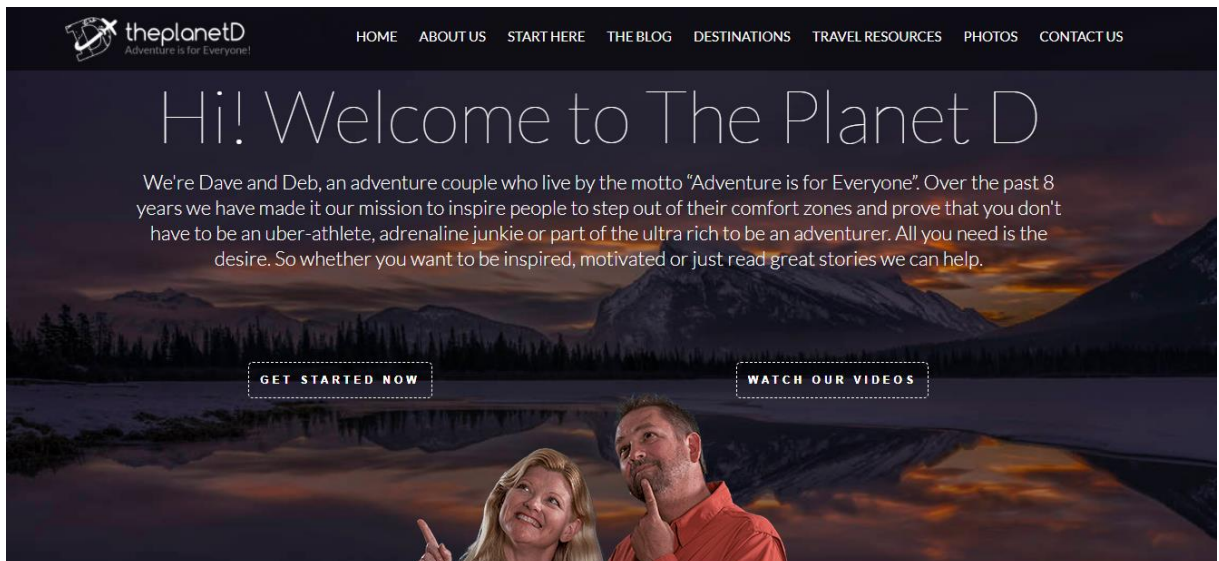 theplanetD
Adventure is for Everyone!
HOME ABOUT US START HERE THE BLOG DESTINATIONS TRAVEL RESOURCES PHOTOS CONTACT US
Hi! Welcome to The Planet D
We're Dave and Deb, an adventure couple who live by the motto “Adventure is for Everyone”. Over the past 8
years we have made it our mission to inspire people to step out of their comfort zones and prove that you don't
have to be an uber-athlete, adrenaline junkie or part of the ultra rich to be an adventurer. All you need is the
desire. So whether you want to be inspired, motivated or just read great stories we can help.
GET STARTED NOW WATCH OUR VIDEOS